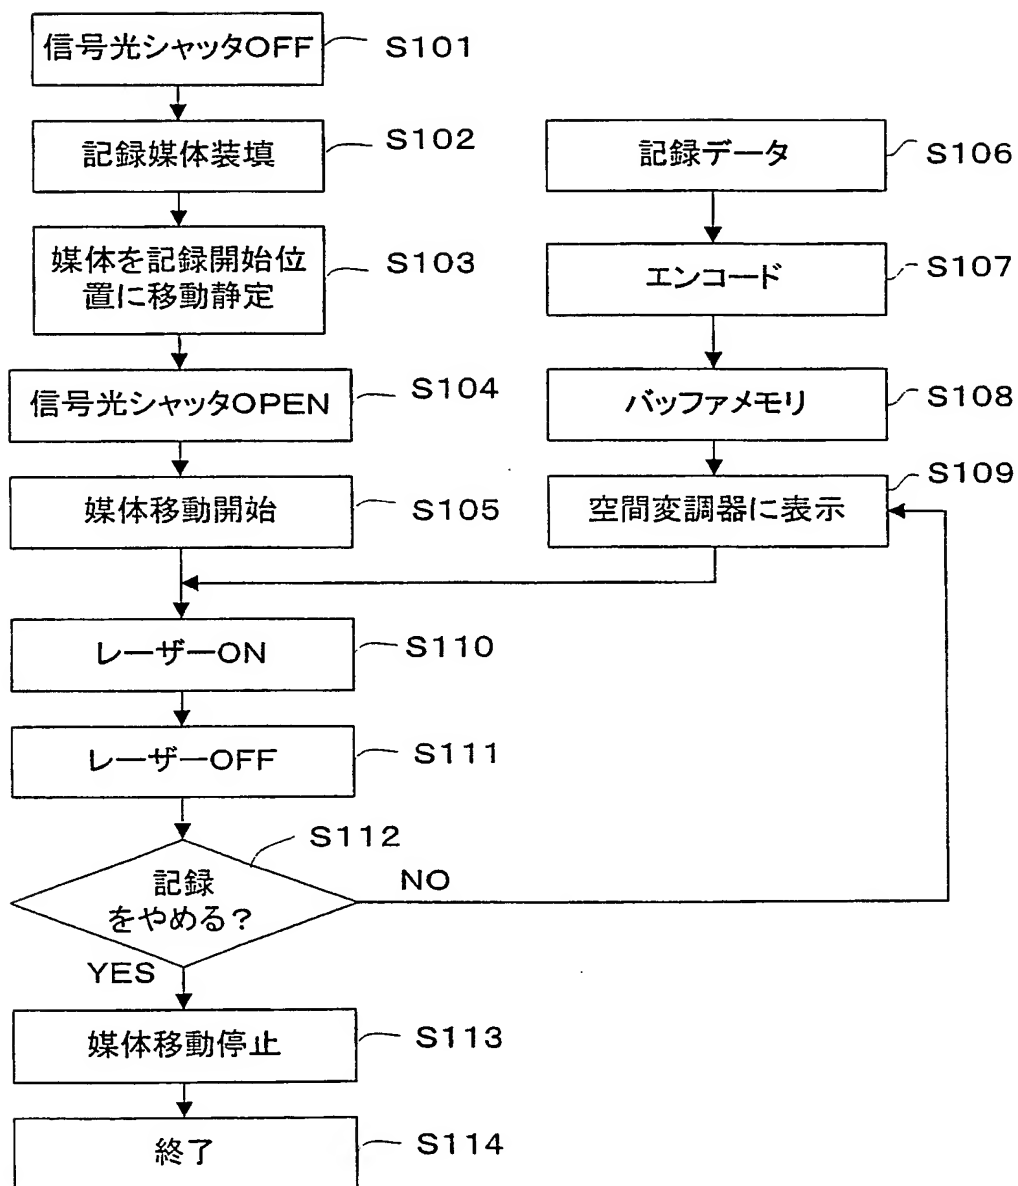 信号光シャッタOFF
S101
記録媒体装填
S102
媒体を記録開始位
置に移動静定
S103
信号光シャッタOPEN
S104
媒体移動開始
S105
記録データ
S106
エンコード
S107
バッファメモリ
S108
空間変調器に表示
S109
レーザーON
S110
レーザーOFF
S111
記録
をやめる?
S112
NO
YES
媒体移動停止
S113
終了
S114